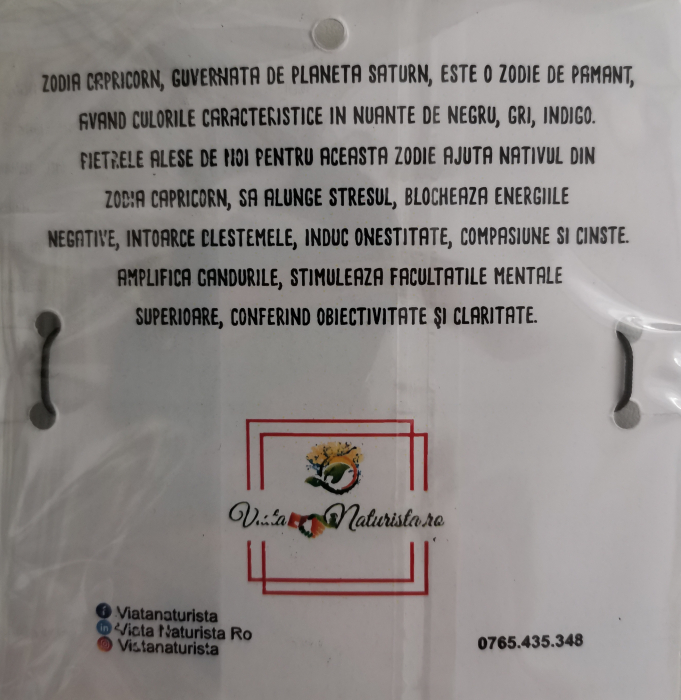 ZODIA CAPRICORN, GUVERNATA DE PLANETA SATURN, ESTE O ZODIE DE PAMANT,
AVAND CULORILE CARACTERISTICE IN NUANTE DE NEGRU, GRI, INDIGO.
PIETRELE ALESE DE NOI PENTRU ACEASTA ZODIE AJUTA NATIVUL DIN
ZODIA CAPRICORN, SA ALUNGE STRESUL, BLOCHEAZA ENERGIILE
NEGATIVE, INTOARCE BLESTEMELE, INDUC ONESTITATE, COMPASIUNE SI CINSTE.
AMPLIFICA GANDURILE, STIMULEAZA FACULTATILE MENTALE
SUPERIOARE, CONFERIND OBIECTIVITATE ȘI CLARITATE.
Viata Naturista.ro
Viatanaturista
Viata Naturista Ro
Viatanaturista
0765.435.348